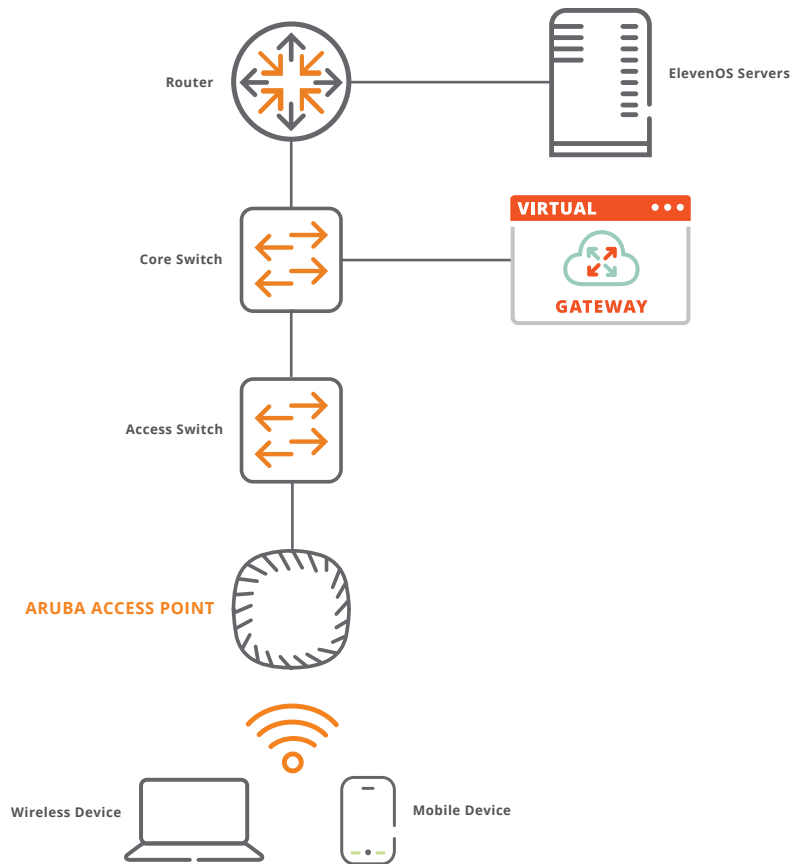 Router
ElevenOS Servers
VIRTUAL
Core Switch
GATEWAY
Access Switch
ARUBA ACCESS POINT
Wireless Device
Mobile Device